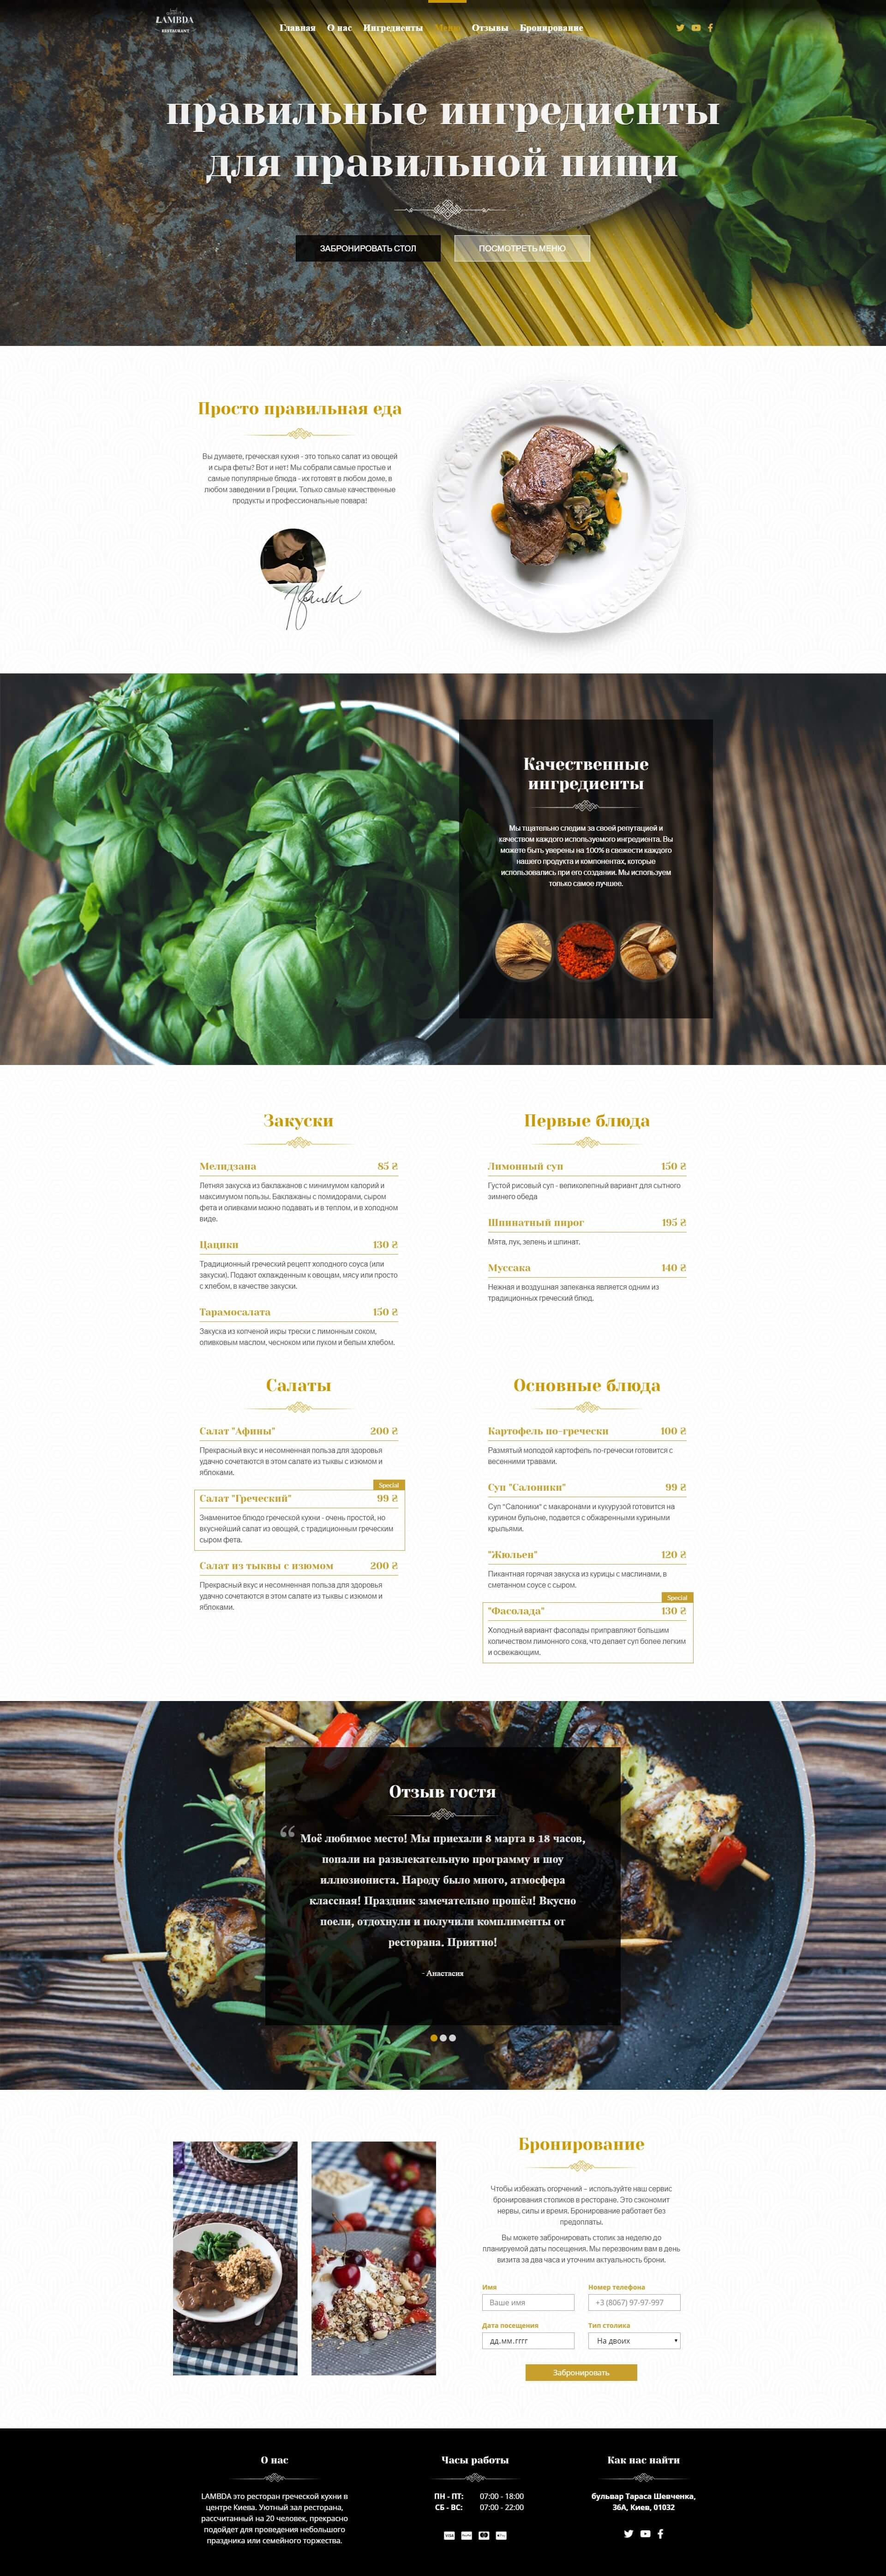 LAMBDA
RESTAURANT
Главная О нас Ингредиенты Меню Отзывы Бронирование
правильные ингредиенты
для правильной пищи
ЗАБРОНИРОВАТЬ СТОЛ
ПОСМОТРЕТЬ МЕНЮ
Просто правильная еда
Вы думаете, греческая кухня - это только салат из овощей
и сыра феты? Вот и нет! Мы собрали самые простые и
самые популярные блюда - их готовят в любом доме, в
любом заведении в Греции. Только самые качественные
продукты и профессиональные повара!
Качественные
ингредиенты
Мы тщательно следим за своей репутацией и
качеством каждого используемого ингредиента. Вы
можете быть уверены на 100% в свежести каждого
нашего продукта и компонентах, которые
использовались при его создании. Мы используем
только самое лучшее.
Закуски
Мелидзана 85 ₴
Летняя закуска из баклажанов с минимумом калорий и
максимумом пользы. Баклажаны с помидорами, сыром
фета и оливками можно подавать и в теплом, и в холодном
виде.
Цацики 130 ₴
Традиционный греческий рецепт холодного соуса (или
закуски). Подают охлажденным к овощам, мясу или просто
с хлебом, в качестве закуски.
Тарамосалата 150 ₴
Закуска из копченой икры трески с лимонным соком,
оливковым маслом, чесноком или луком и белым хлебом.
Первые блюда
Лимонный суп 150 ₴
Густой рисовый суп - великолепный вариант для сытного
зимнего обеда
Шпинатный пирог 195 ₴
Мята, лук, зелень и шпинат.
Муссака 140 ₴
Нежная и воздушная запеканка является одним из
традиционных греческий блюд.
Салаты
Салат "Афины" 200 ₴
Прекрасный вкус и несомненная польза для здоровья
удачно сочетаются в этом салате из тыквы с изюмом и
яблоками.
Special
Салат "Греческий" 99 ₴
Знаменитое блюдо греческой кухни - очень простой, но
вкуснейший салат из овощей, с традиционным греческим
сыром фета.
Салат из тыквы с изюмом 200 ₴
Прекрасный вкус и несомненная польза для здоровья
удачно сочетаются в этом салате из тыквы с изюмом и
яблоками.
Основные блюда
Картофель по-гречески 100 ₴
Размятый молодой картофель по-гречески готовится с
весенними травами.
Суп "Салоники" 99 ₴
Суп "Салоники" с макаронами и кукурузой готовится на
курином бульоне, подается с обжаренными куриными
крыльями.
"Жюльен" 120 ₴
Пикантная горячая закуска из курицы с маслинами, в
сметанном соусе с сыром.
Special
"Фасолада" 130 ₴
Холодный вариант фасолады приправляют большим
количеством лимонного сока, что делает суп более легким
и освежающим.
Отзыв гостя
“
Моё любимое место! Мы приехали 8 марта в 18 часов,
попали на развлекательную программу и шоу
иллюзиониста. Народу было много, атмосфера
классная! Праздник замечательно прошёл! Вкусно
поели, отдохнули и получили комплименты от
ресторана. Приятно!
- Анастасия
Бронирование
Чтобы избежать огорчений – используйте наш сервис
бронирования столиков в ресторане. Это сэкономит
нервы, силы и время. Бронирование работает без
предоплаты.
Вы можете забронировать столик за неделю до
планируемой даты посещения. Мы перезвоним вам в день
визита за два часа и уточним актуальность брони.
Имя
Ваше имя
Номер телефона
+3 (8067) 97-97-997
Дата посещения
дд.мм.гггг
Тип столика
На двоих
Забронировать
О нас
LAMBDA это ресторан греческой кухни в
центре Киева. Уютный зал ресторана,
рассчитанный на 20 человек, прекрасно
подойдет для проведения небольшого
праздника или семейного торжества.
Часы работы
ПН - ПТ: 07:00 - 18:00
СБ - ВС: 07:00 - 22:00
VISA
Как нас найти
бульвар Тараса Шевченка,
36А, Киев, 01032